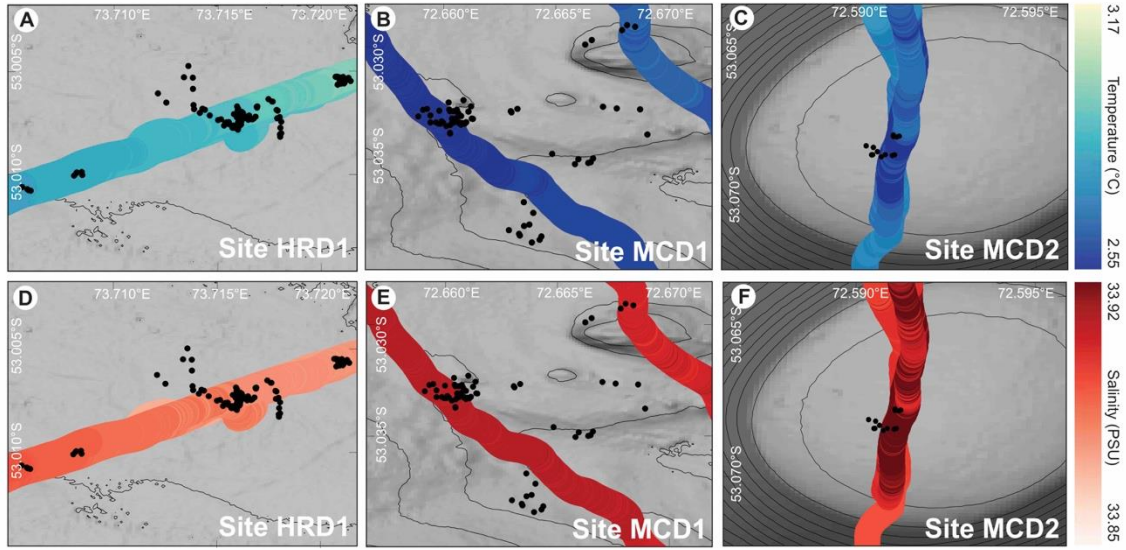 A
73.710°E
73.715°E
73.720°E
53.005°S
53.010°S
Site HRD1
B
72.660°E
72.665°E
72.670°E
53.030°S
53.035°S
Site MCD1
C
72.590°E
72.595°E
53.065°S
53.070°S
Site MCD2
3.17
Temperature (°C)
2.55
D
73.710°E
73.715°E
73.720°E
53.005°S
53.010°S
Site HRD1
E
72.660°E
72.665°E
72.670°E
53.030°S
53.035°S
Site MCD1
F
72.590°E
72.595°E
53.065°S
53.070°S
Site MCD2
33.92
Salinity (PSU)
33.85